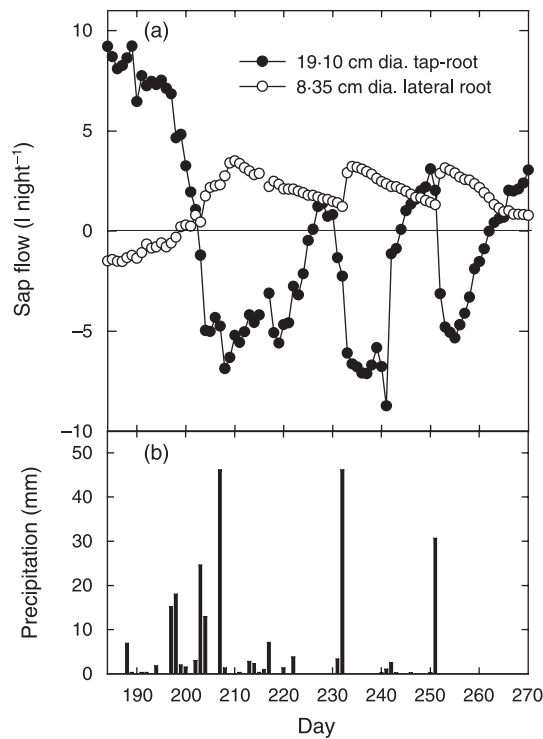 (a)
19·10 cm dia. tap-root
8·35 cm dia. lateral root
10
5
0
−5
−10
Sap flow (l night⁻¹)
(b)
50
40
30
20
10
0
Precipitation (mm)
190 200 210 220 230 240 250 260 270
Day